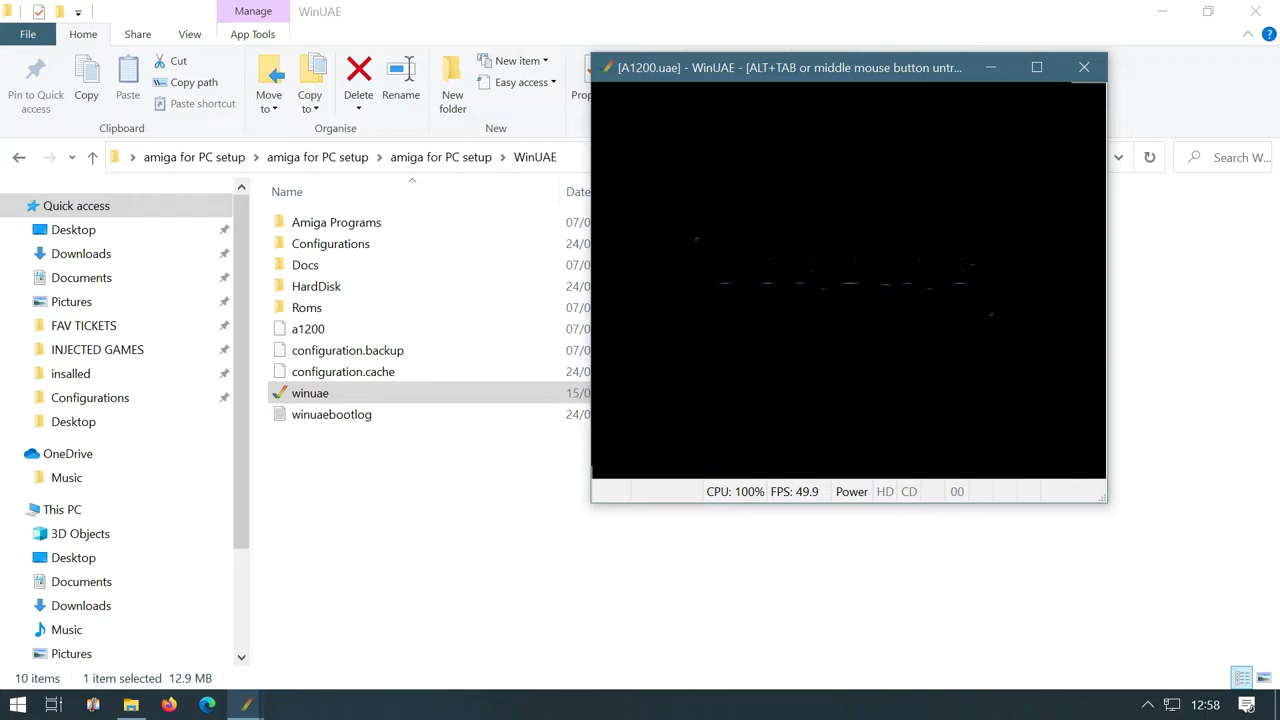 Manage
WinUAE
File
Home
Share
View
App Tools
Pin to Quick access
Copy
Paste
Cut
Copy path
Paste shortcut
Clipboard
Move to
Copy to
Delete
Rename
Organise
New folder
New item
Easy access
New
Prop
amiga for PC setup
amiga for PC setup
amiga for PC setup
WinUAE
Search W...
Quick access
Desktop
Downloads
Documents
Pictures
FAV TICKETS
INJECTED GAMES
insalled
Configurations
Desktop
OneDrive
Music
This PC
3D Objects
Desktop
Documents
Downloads
Music
Pictures
Name
Date
Amiga Programs 07/0
Configurations 24/0
Docs 07/0
HardDisk 07/0
Roms 07/0
a1200 07/0
configuration.backup 07/0
configuration.cache 24/0
winuae 15/0
winuaebootlog 24/0
[A1200.uae] - WinUAE - [ALT+TAB or middle mouse button untr...
CPU: 100% FPS: 49.9 Power HD CD 00
10 items 1 item selected 12.9 MB
12:58